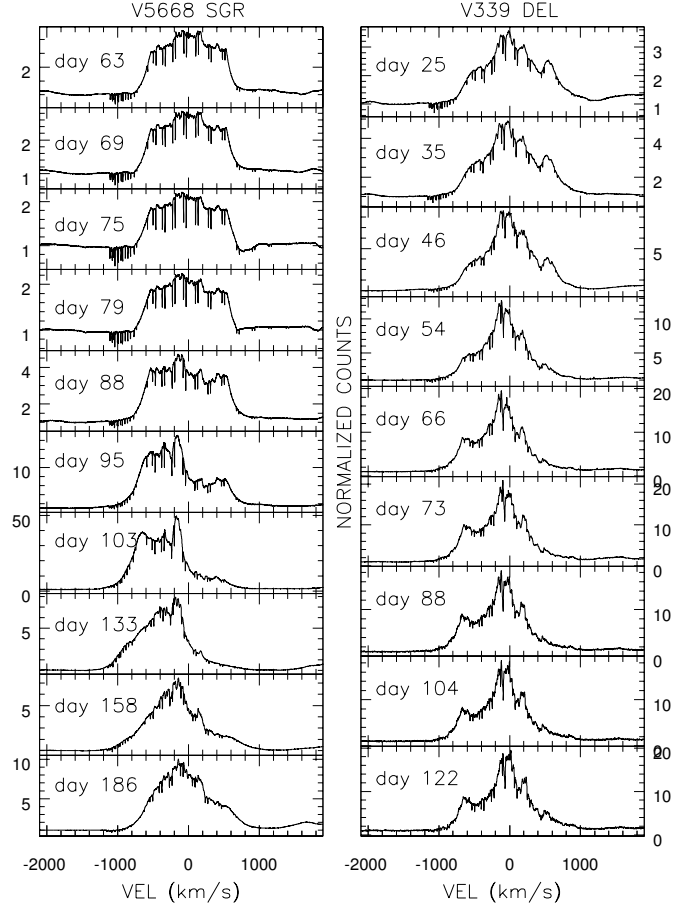 V5668 SGR
V339 DEL
day 63
2
day 69
2
1
day 75
2
1
day 79
2
1
day 88
4
2
day 95
10
day 103
50
0
day 133
5
day 158
5
day 186
10
5
-2000 -1000 0 1000
VEL (km/s)
NORMALIZED COUNTS
day 25
3
2
1
day 35
4
2
day 46
5
day 54
10
5
day 66
20
10
0
day 73
20
10
0
day 88
10
0
day 104
10
0
day 122
20
10
0
-2000 -1000 0 1000
VEL (km/s)